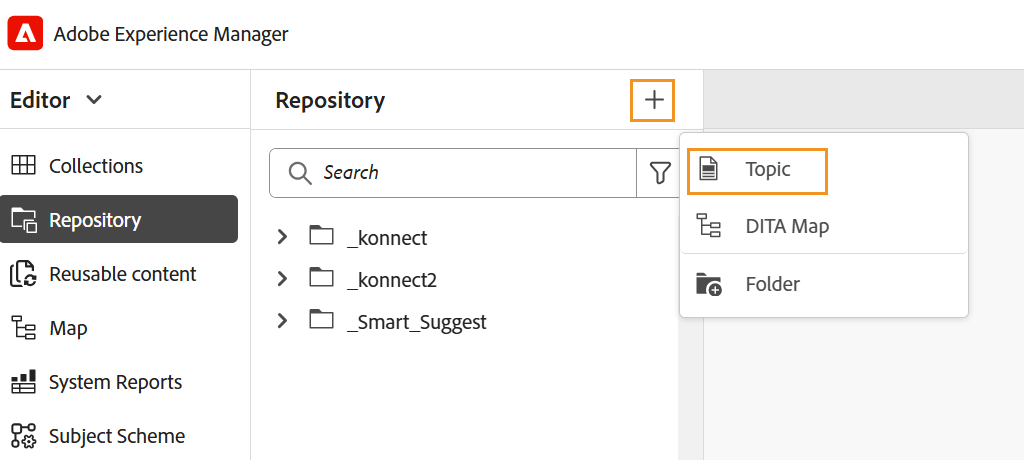 Adobe Experience Manager
Editor
Repository
Collections
Search
Topic
Repository
_konnect
DITA Map
Reusable content
_konnect2
Folder
Map
_Smart_Suggest
System Reports
Subject Scheme